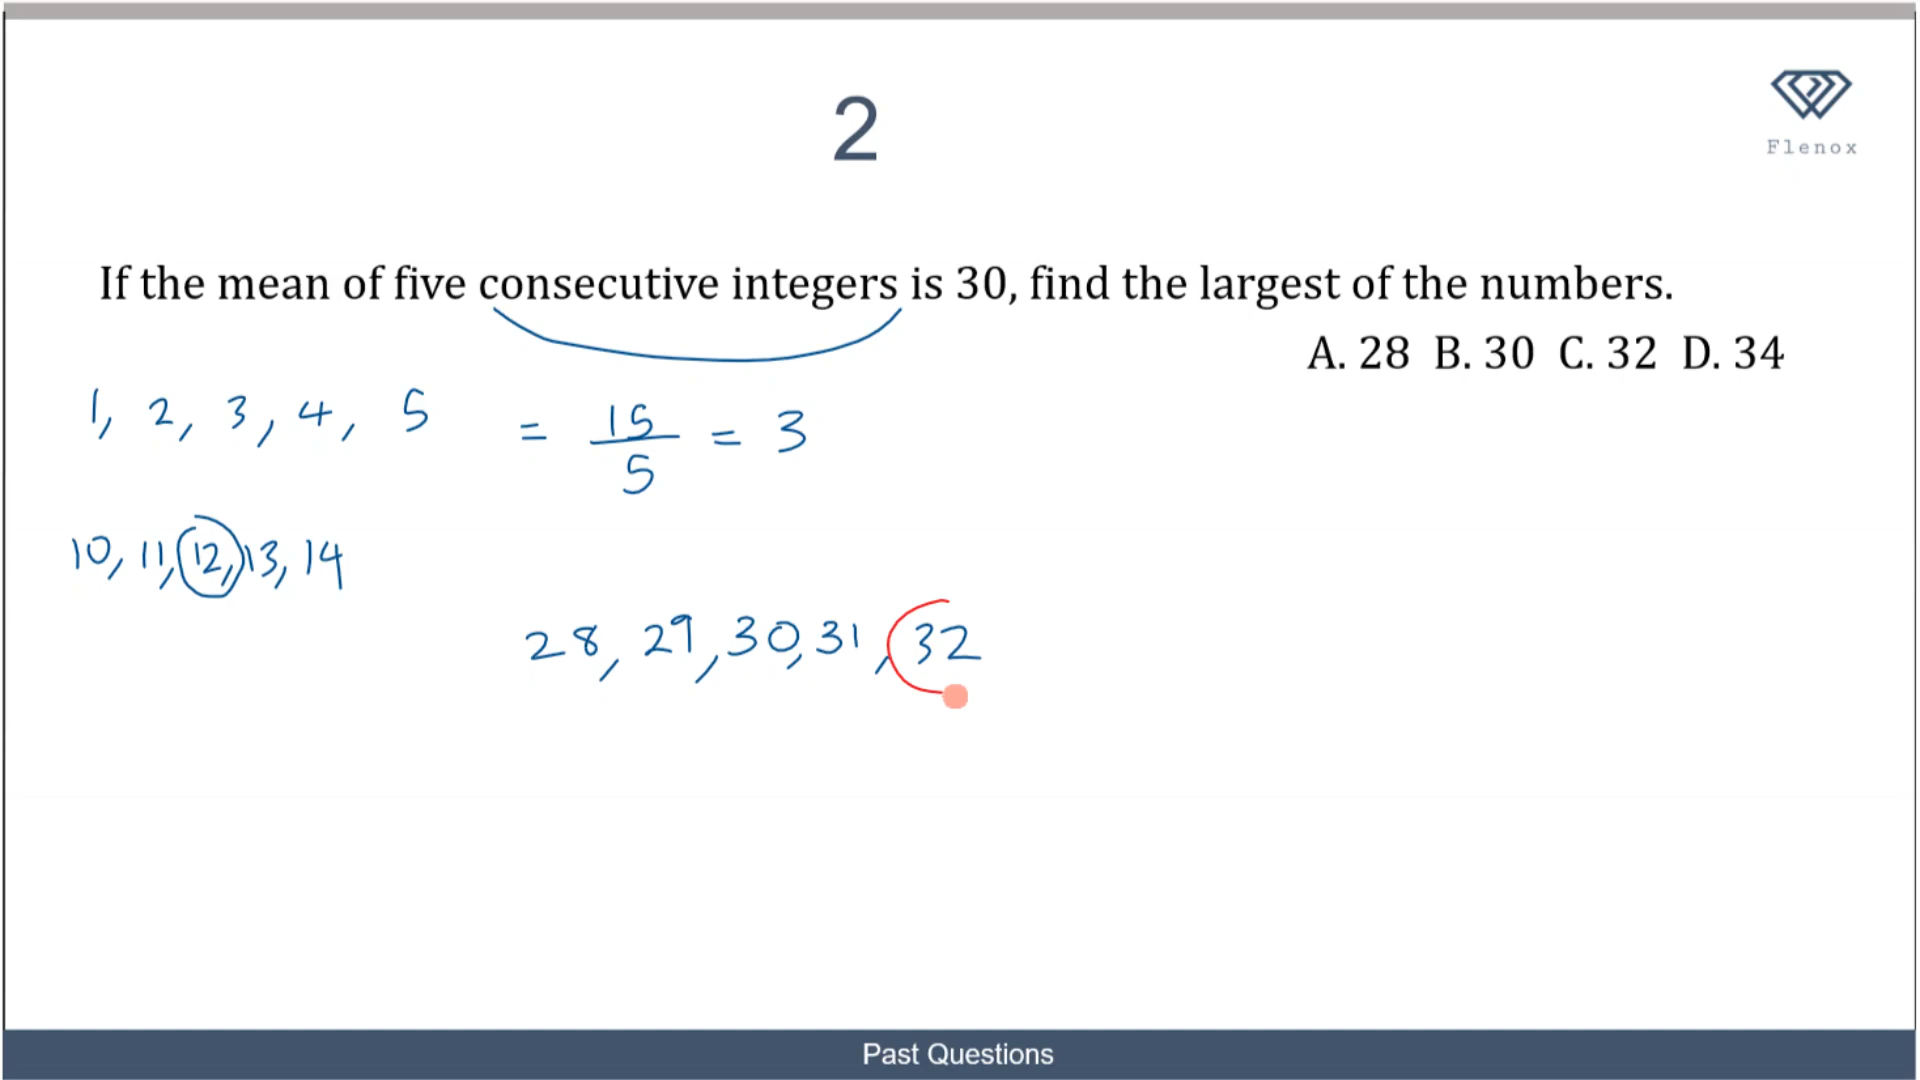 2
Flenox
If the mean of five consecutive integers is 30, find the largest of the numbers.
A. 28 B. 30 C. 32 D. 34
1, 2, 3, 4, 5 = 15/5 = 3
10, 11, 12, 13, 14
28, 29, 30, 31, 32
Past Questions